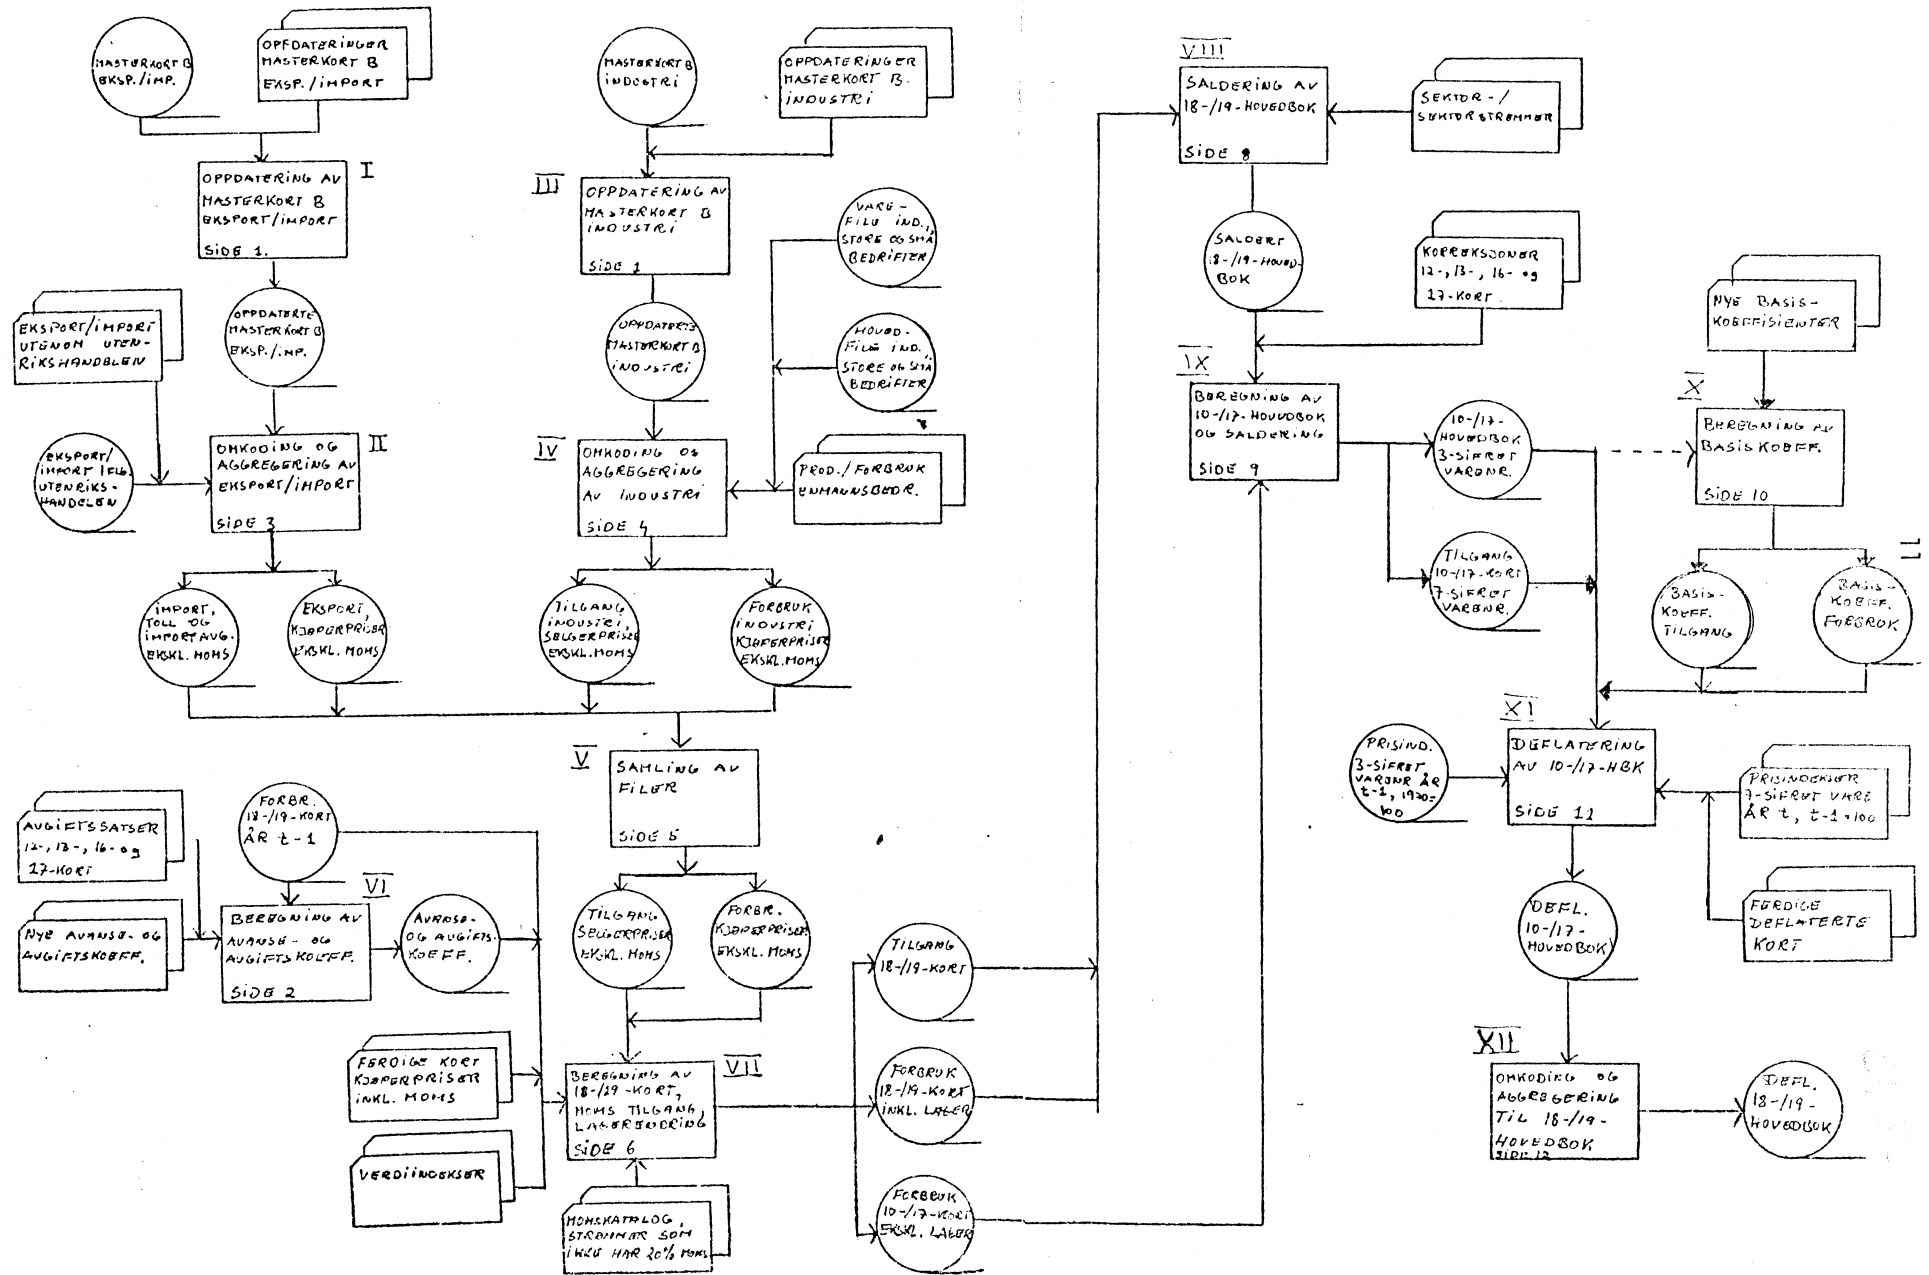 MASTERKORT B
EKSP./IMP.
OPPDATERINGER
MASTERKORT B
EKSP./IMPORT
I
OPPDATERING AV
MASTERKORT B
EKSPORT/IMPORT
SIDE 1.
OPPDATERTE
MASTERKORT B
EKSP./IMP.
EKSPORT/IMPORT
UTENOM UTEN-
RIKSHANDELEN
EKSPORT/
IMPORT IFLG.
UTENRIKS-
HANDELEN
II
OMKODING OG
AGGREGERING AV
EKSPORT/IMPORT
SIDE 3
IMPORT,
TOLL OG
IMPORTAVG.
EKSKL. MOMS
EKSPORT,
KJØPERPRISER
EKSKL. MOMS
MASTERKORT B
INDUSTRI
OPPDATERINGER
MASTERKORT B.
INDUSTRI
III
OPPDATERING AV
MASTERKORT B
INDUSTRI
SIDE 1
OPPDATERTE
MASTERKORT B
INDUSTRI
VARE-
FILE IND.,
STORE OG SMÅ
BEDRIFTER
HOVED-
FILE IND.
STORE OG SMÅ
BEDRIFTER
IV
OMKODING OG
AGGREGERING
AV INDUSTRI
SIDE 4
PROD./FORBRUK
ENMANNSBEDR.
TILGANG
INDUSTRI,
SELGERPRISER
EKSKL. MOMS
FORBRUK
INDUSTRI
KJØPERPRISER
EKSKL. MOMS
V
SAMLING AV
FILER
SIDE 5
AVGIFTSSATSER
12-, 13-, 16- og
17-KORT
NYE AVANSE- OG
AVGIFTSKOEFF.
FORBR.
18-/19-KORT
ÅR t-1
VI
BEREGNING AV
AVANSE- OG
AVGIFTSKOEFF.
SIDE 2
AVANSE-
OG AVGIFTS-
KOEFF.
TILGANG
SELGERPRISER
EKSKL. MOMS
FORBR.
KJØPERPRISER
EKSKL. MOMS
FERDIGE KORT
KJØPERPRISER
INKL. MOMS
VERDIINDEKSER
VII
BEREGNING AV
18-/19-KORT,
MOMS TILGANG,
LAGERENDRING
SIDE 6
MOMSKATALOG,
STRØMMER SOM
IKKE HAR 20% MOMS
TILGANG
18-/19-KORT
FORBRUK
18-/19-KORT
INKL. LAGER
FORBRUK
10-/17-KORT
EKSKL. LAGER
VIII
SALDERING AV
18-/19-HOVEDBOK
SIDE 8
SEKTOR-/
SEKTORSTRØMMER
SALDERT
18-/19-HOVED-
BOK
KORREKSJONER
12-, 13-, 16- og
17-KORT.
IX
BEREGNING AV
10-/17-HOVEDBOK
OG SALDERING
SIDE 9
10-/17-
HOVEDBOK
3-SIFRET
VARENR.
TILGANG
10-/17-KORT
7-SIFRET
VARENR.
NYE BASIS-
KOEFFISIENTER
X
BEREGNING AV
BASISKOEFF.
SIDE 10
BASIS-
KOEFF.
TILGANG
BASIS-
KOEFF.
FORBRUK
11
XI
DEFLATERING
AV 10-/17-HBK
SIDE 11
PRISIND.
3-SIFRET
VARENR ÅR
t-1, 1970=
100
PRISINDEKSER
7-SIFRET VARE
ÅR t, t-1=100
FERDIGE
DEFLATERTE
KORT
DEFL.
10-/17-
HOVEDBOK
XII
OMKODING OG
AGGREGERING
TIL 18-/19-
HOVEDBOK
SIDE 12
DEFL.
18-/19-
HOVEDBOK